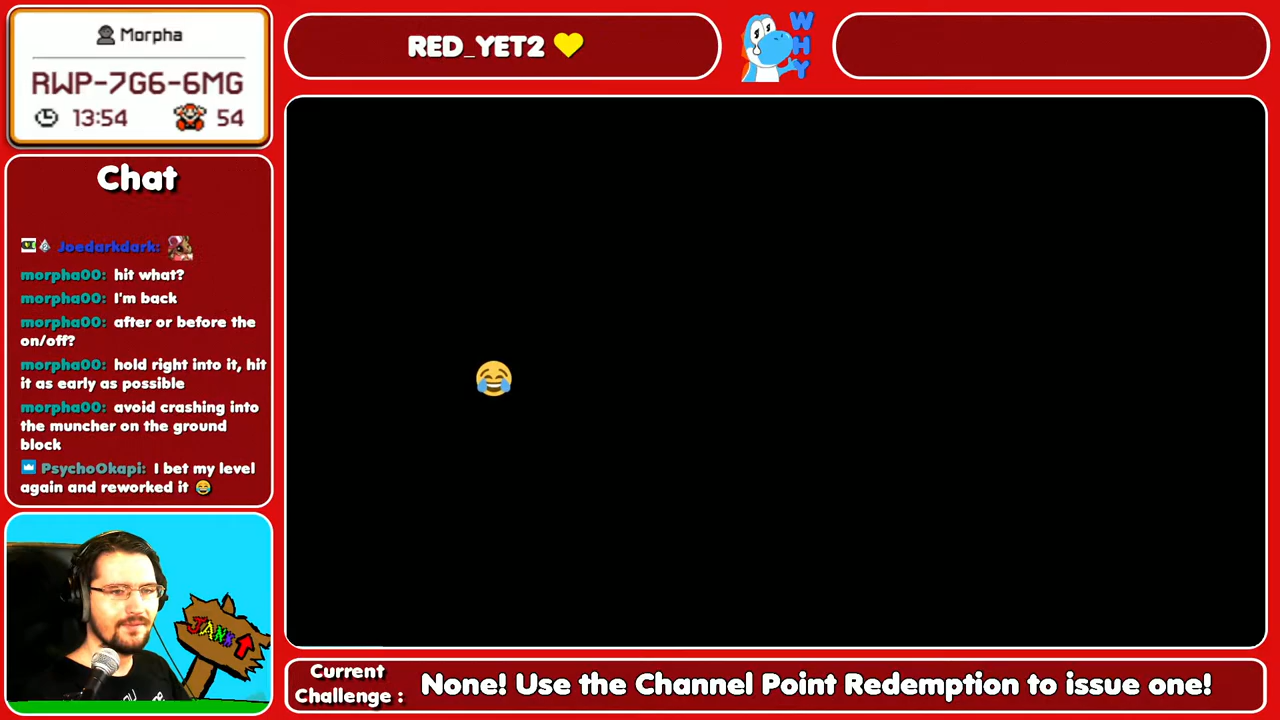 Morpha
RWP-7G6-6MG
13:54 54
RED_YET2 💛
WHY
Chat
Joedarkdark:
morpha00: hit what?
morpha00: I'm back
morpha00: after or before the
on/off?
morpha00: hold right into it, hit
it as early as possible
morpha00: avoid crashing into
the muncher on the ground
block
PsychoOkapi: I bet my level
again and reworked it 😂
😂
JANK
Current
Challenge :
None! Use the Channel Point Redemption to issue one!